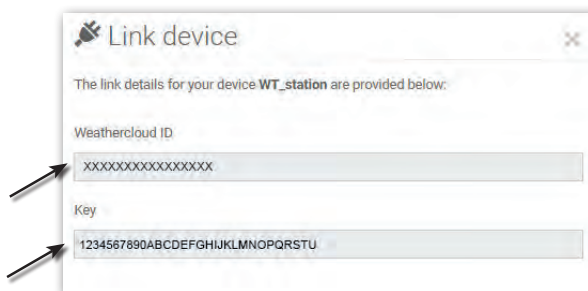 Link device
The link details for your device WT_station are provided below:
Weathercloud ID
XXXXXXXXXXXXXXXX
Key
1234567890ABCDEFGHIJKLMNOPQRSTU